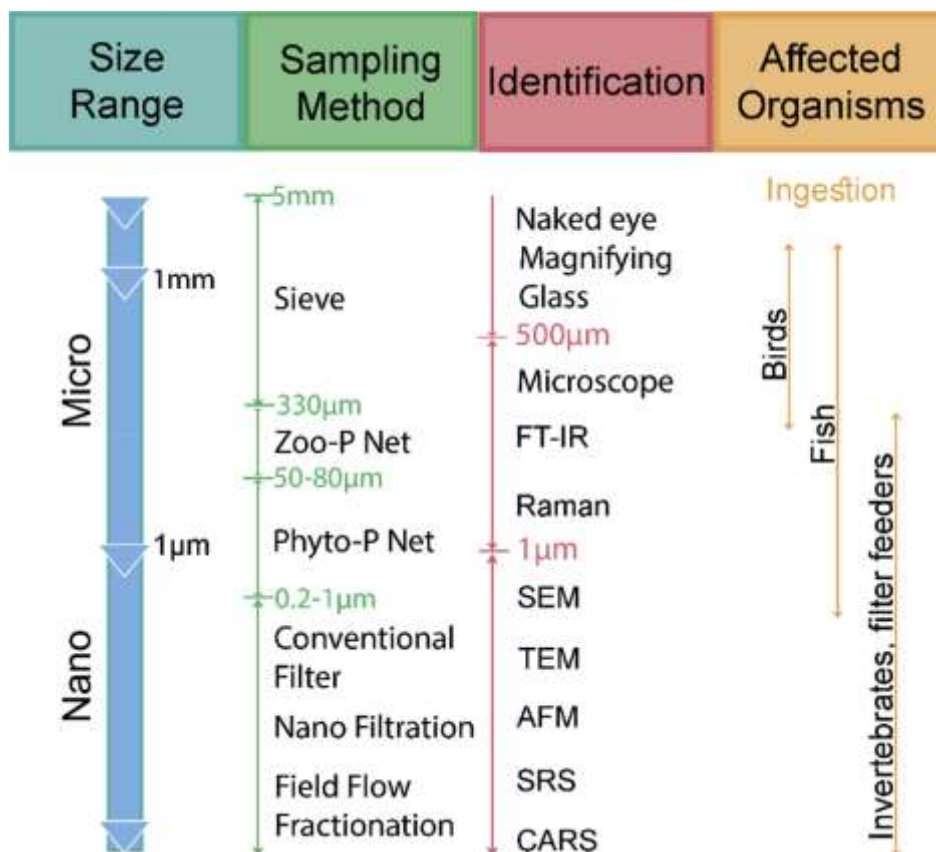 Size
Range
Sampling
Method
Identification
Affected
Organisms
Micro
Nano
1mm
1µm
5mm
Sieve
330µm
Zoo-P Net
50-80µm
Phyto-P Net
0.2-1µm
Conventional
Filter
Nano Filtration
Field Flow
Fractionation
Naked eye
Magnifying
Glass
500µm
Microscope
FT-IR
Raman
1µm
SEM
TEM
AFM
SRS
CARS
Ingestion
Birds
Fish
Invertebrates, filter feeders